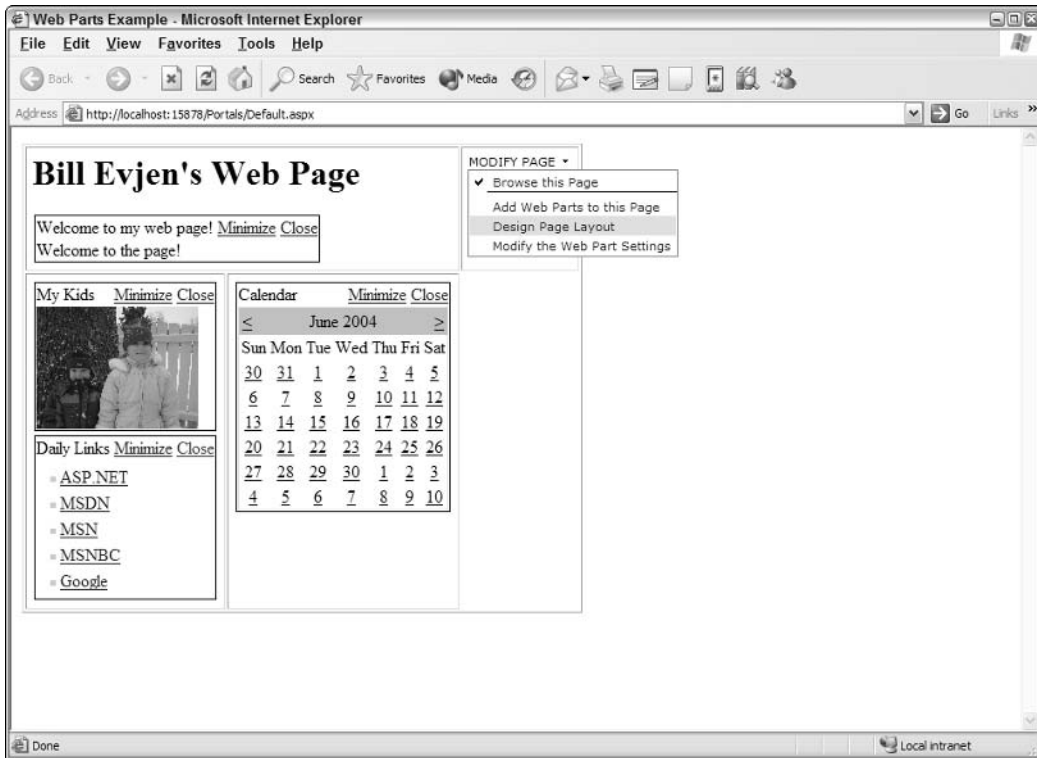 Web Parts Example - Microsoft Internet Explorer
File Edit View Favorites Tools Help
Back Search Favorites Media
Address http://localhost:15878/Portals/Default.aspx Go Links »
Bill Evjen's Web Page
MODIFY PAGE
Browse this Page
Add Web Parts to this Page
Design Page Layout
Modify the Web Part Settings
Welcome to my web page! Minimize Close
Welcome to the page!
My Kids Minimize Close
Daily Links Minimize Close
ASP.NET
MSDN
MSN
MSNBC
Google
Calendar Minimize Close
< June 2004 >
Sun Mon Tue Wed Thu Fri Sat
30 31 1 2 3 4 5
6 7 8 9 10 11 12
13 14 15 16 17 18 19
20 21 22 23 24 25 26
27 28 29 30 1 2 3
4 5 6 7 8 9 10
Done Local intranet